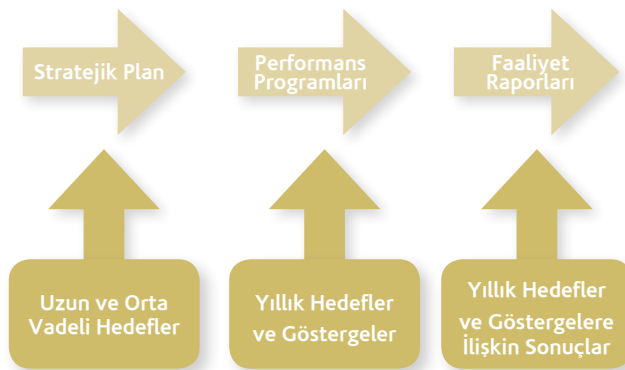 Stratejik Plan
Performans
Programları
Faaliyet
Raporları
Uzun ve Orta
Vadeli Hedefler
Yıllık Hedefler
ve Göstergeler
Yıllık Hedefler
ve Göstergelere
İlişkin Sonuçlar